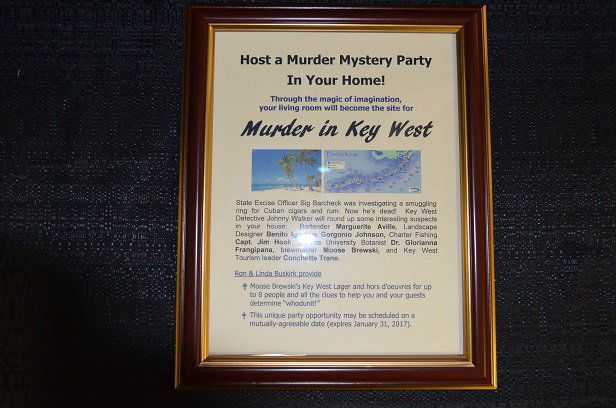 Host a Murder Mystery Party
In Your Home!
Through the magic of imagination,
your living room will become the site for
Murder in Key West
State Excise Officer Sig Barcheck was investigating a smuggling
ring for Cuban cigars and rum. Now he's dead! Key West
Detective Johnny Walker will round up some interesting suspects
in your house: Bartender Marguerite Aville, Landscape
Designer Benito Gorgonio Johnson, Charter Fishing
Capt. Jim Hook, University Botanist Dr. Glorianna
Frangipana, brewmaster Moose Brewski, and Key West
Tourism leader Conchette Trane.
Ron & Linda Buskirk provide
Moose Brewski's Key West Lager and hors d'oeuvres for up
to 8 people and all the clues to help you and your guests
determine "whodunit!"
This unique party opportunity may be scheduled on a
mutually-agreeable date (expires January 31, 2017).